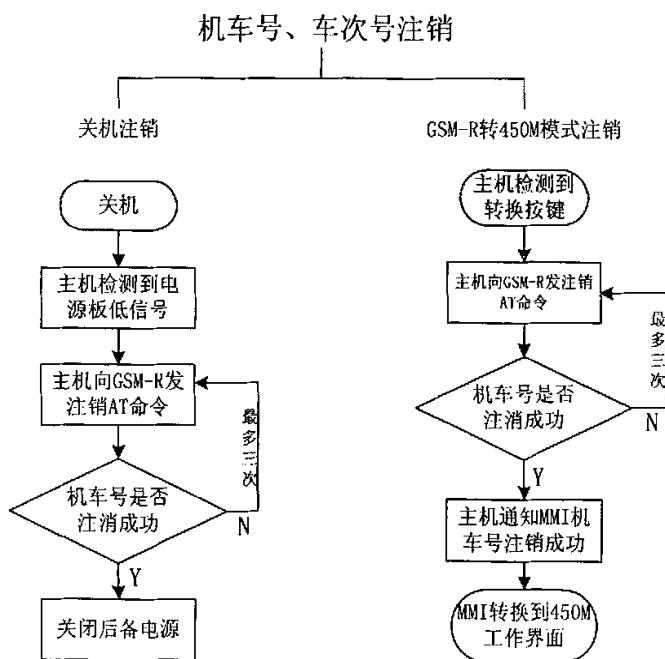 机车号、车次号注销
关机注销
关机
主机检测到电
源板低信号
主机向GSM-R发
注销AT命令
最多三次
机车号是否
注消成功
N
Y
关闭后备电源
GSM-R转450M模式注销
主机检测到
转换按键
主机向GSM-R发注销
AT命令
最多三次
机车号是否
注消成功
N
Y
主机通知MMI机
车号注销成功
MMI转换到450M
工作界面